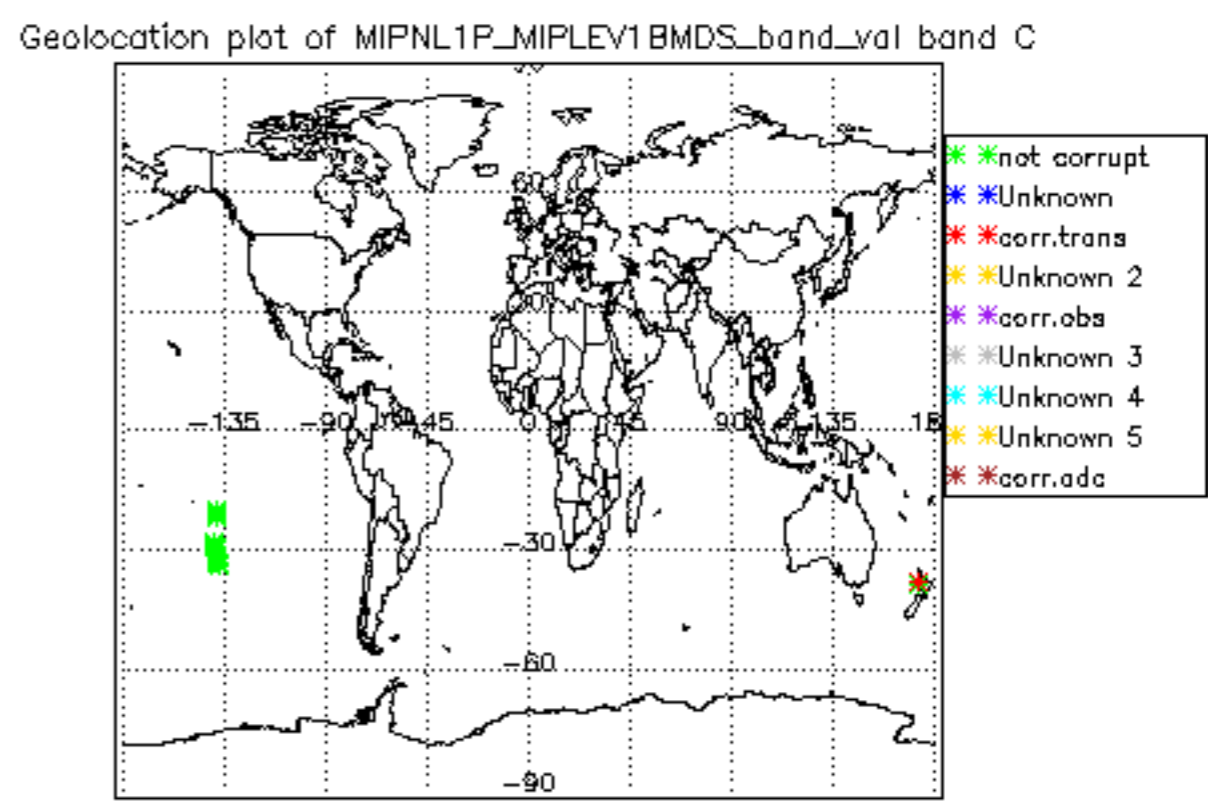 Geolocation plot of MIPNL1P_MIPLEV1BMDS_band_val band C
not corrupt
Unknown
corr.trans
Unknown 2
corr.obs
Unknown 3
Unknown 4
Unknown 5
corr.adc
60
-135 -90 -45 0 45 90 135
-30
-60
-90